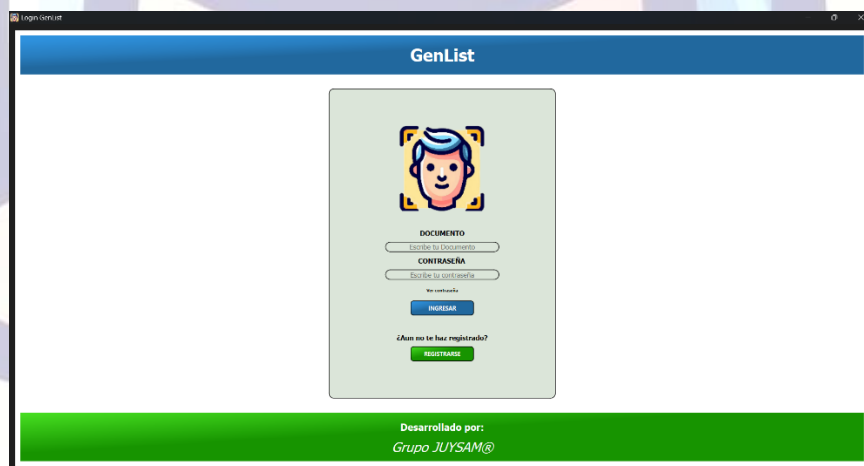 Login GenList
GenList
DOCUMENTO
Escribe tu Documento
CONTRASEÑA
Escribe tu contraseña
Ver contraseña
INGRESAR
¿Aun no te haz registrado?
REGISTRARSE
Desarrollado por:
Grupo JUYSAM®